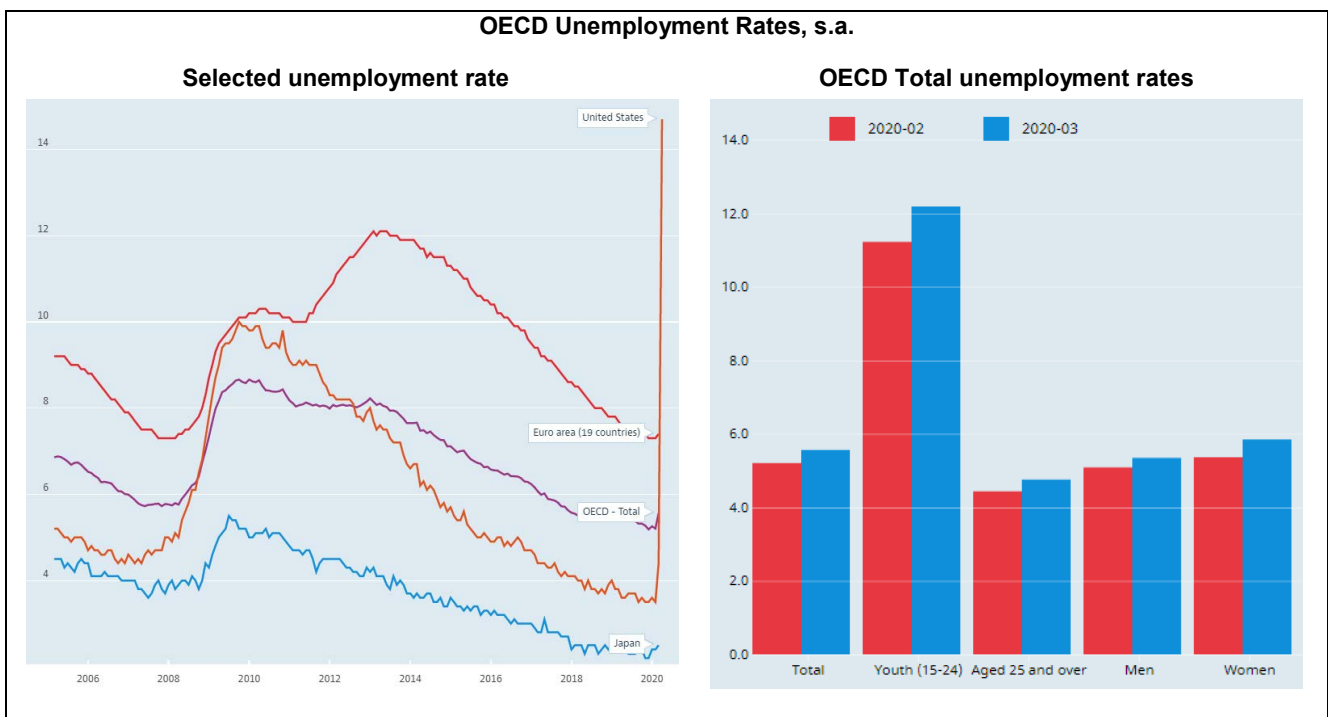 OECD Unemployment Rates, s.a.
Selected unemployment rate
United States
14
12
10
8
6
4
Euro area (19 countries)
OECD - Total
Japan
2006 2008 2010 2012 2014 2016 2018 2020
OECD Total unemployment rates
2020-02 2020-03
14.0
12.0
10.0
8.0
6.0
4.0
2.0
0.0
Total Youth (15-24) Aged 25 and over Men Women